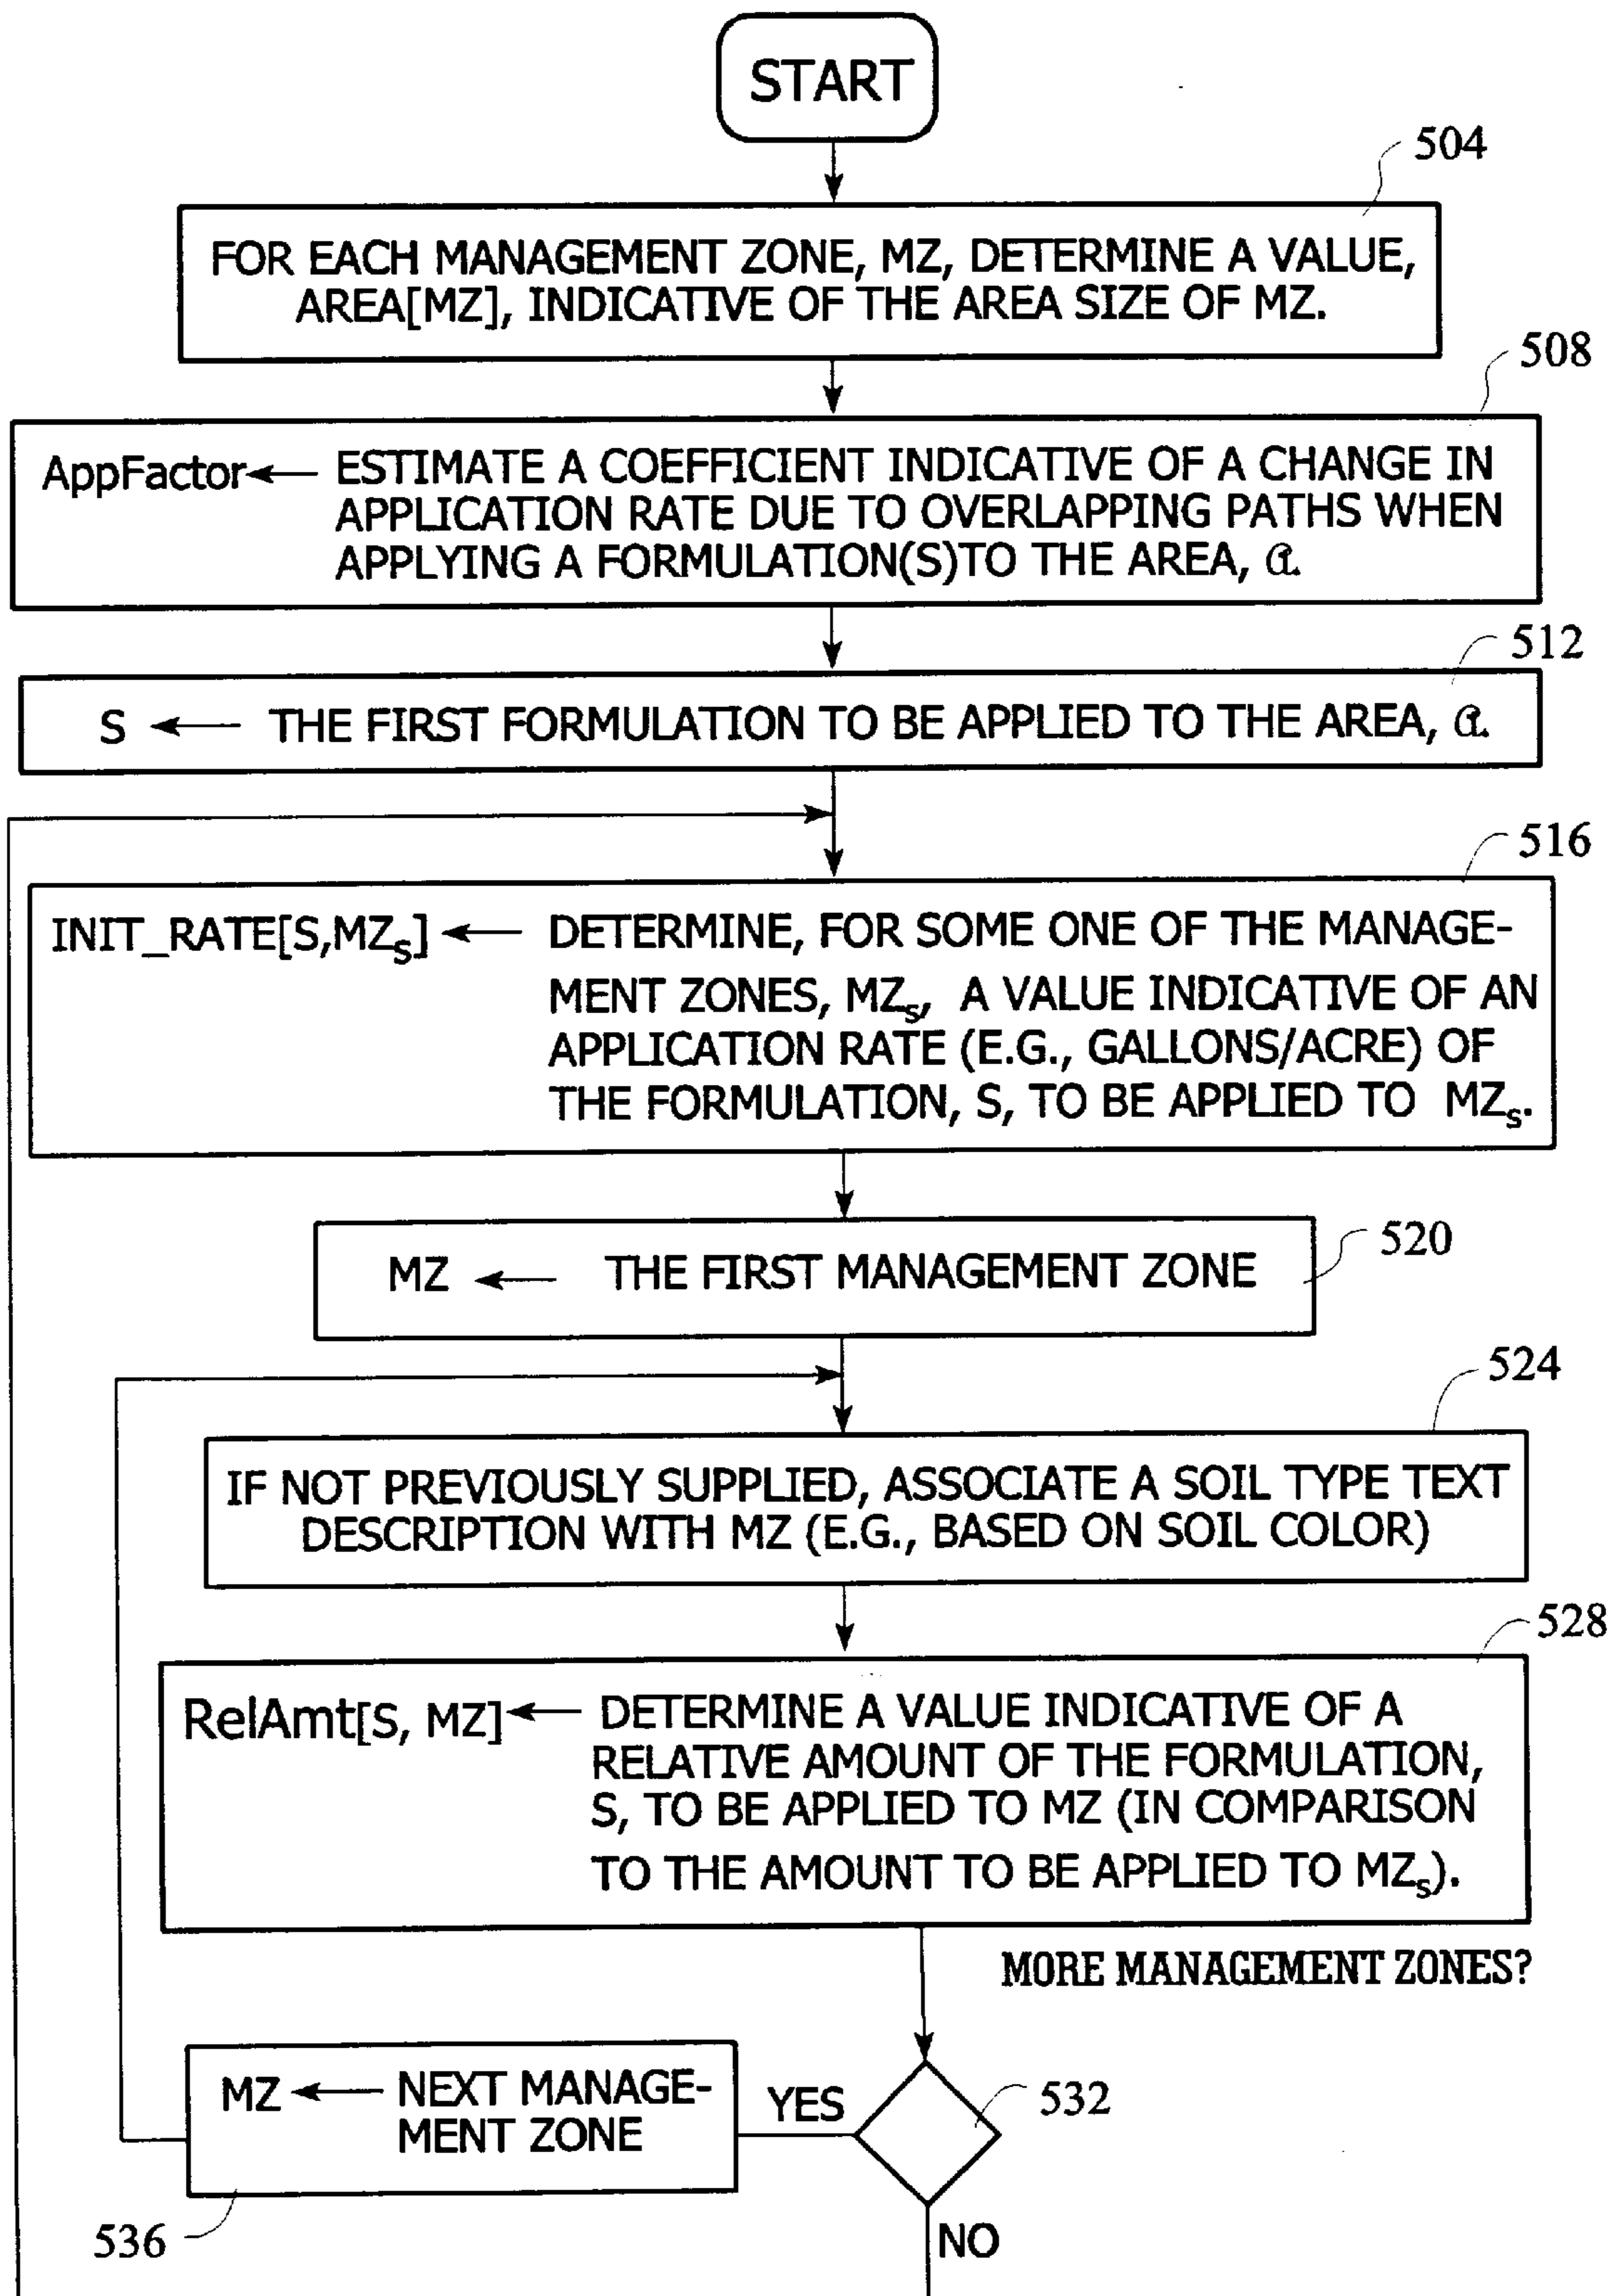 START
504
FOR EACH MANAGEMENT ZONE, MZ, DETERMINE A VALUE,
AREA[MZ], INDICATIVE OF THE AREA SIZE OF MZ.
508
AppFactor← ESTIMATE A COEFFICIENT INDICATIVE OF A CHANGE IN
APPLICATION RATE DUE TO OVERLAPPING PATHS WHEN
APPLYING A FORMULATION(S)TO THE AREA, 𝒶.
512
S ← THE FIRST FORMULATION TO BE APPLIED TO THE AREA, 𝒶.
516
INIT_RATE[S,MZₛ] ← DETERMINE, FOR SOME ONE OF THE MANAGE-
MENT ZONES, MZₛ, A VALUE INDICATIVE OF AN
APPLICATION RATE (E.G., GALLONS/ACRE) OF
THE FORMULATION, S, TO BE APPLIED TO MZₛ.
520
MZ ← THE FIRST MANAGEMENT ZONE
524
IF NOT PREVIOUSLY SUPPLIED, ASSOCIATE A SOIL TYPE TEXT
DESCRIPTION WITH MZ (E.G., BASED ON SOIL COLOR)
528
RelAmt[S, MZ]← DETERMINE A VALUE INDICATIVE OF A
RELATIVE AMOUNT OF THE FORMULATION,
S, TO BE APPLIED TO MZ (IN COMPARISON
TO THE AMOUNT TO BE APPLIED TO MZₛ).
MORE MANAGEMENT ZONES?
MZ ← NEXT MANAGE-
MENT ZONE
YES
532
536
NO